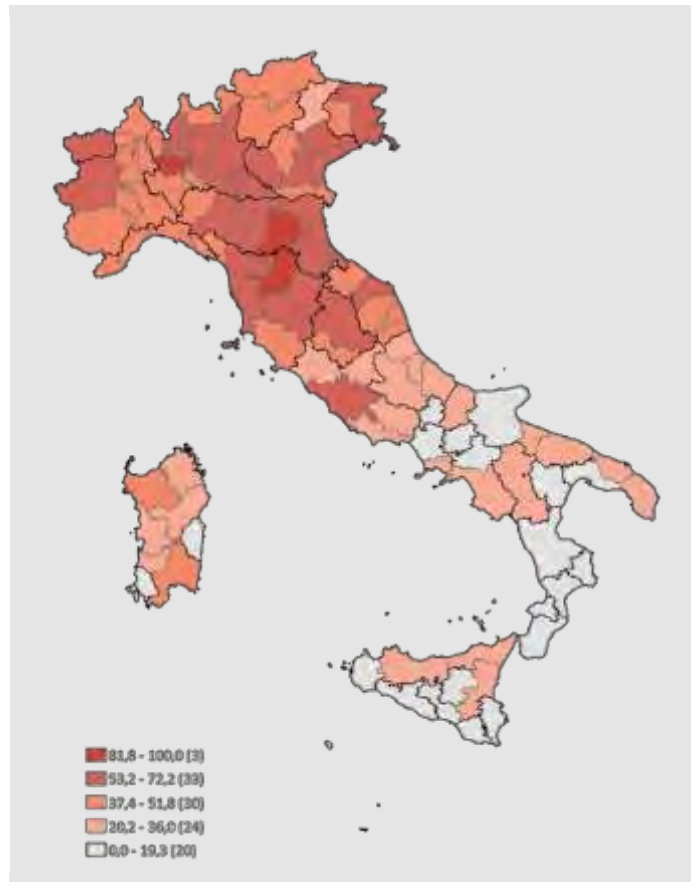 81,8 - 100,0 (3)
53,2 - 72,2 (33)
37,4 - 51,8 (30)
20,2 - 36,0 (24)
0,0 - 19,3 (20)